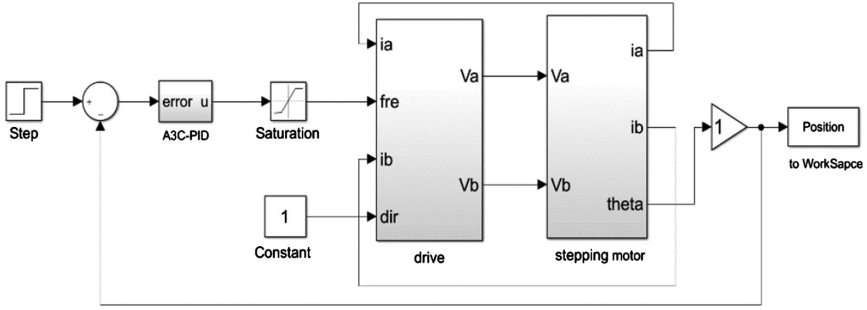 Step
+
−
error u
A3C-PID
Saturation
1
Constant
ia
fre
ib
dir
Va
Vb
drive
Va
Vb
ia
ib
theta
stepping motor
1
Position
to WorkSapce